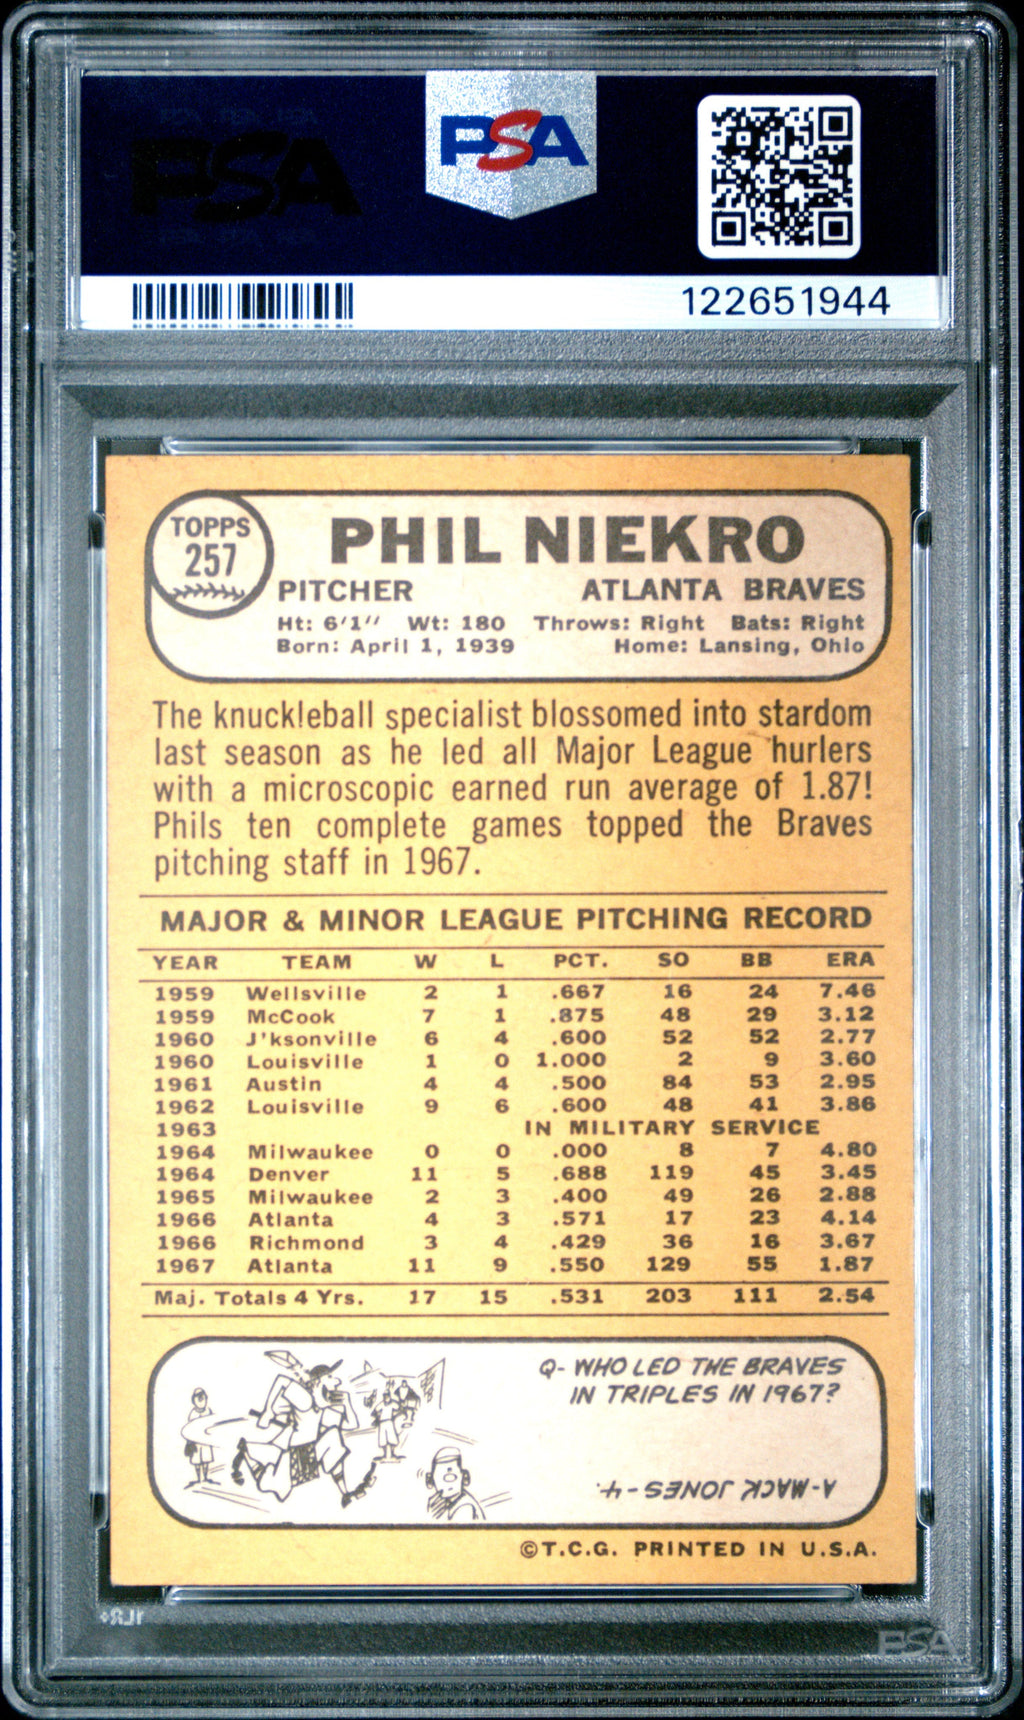 PSA PSA PSA
PSA
PSA PSA PSA
PSA
122651944
TOPPS
257
PHIL NIEKRO
PITCHER ATLANTA BRAVES
Ht: 6'1" Wt: 180 Throws: Right Bats: Right
Born: April 1, 1939 Home: Lansing, Ohio
The knuckleball specialist blossomed into stardom
last season as he led all Major League hurlers
with a microscopic earned run average of 1.87!
Phils ten complete games topped the Braves
pitching staff in 1967.
MAJOR & MINOR LEAGUE PITCHING RECORD
YEAR TEAM W L PCT. SO BB ERA
1959 Wellsville 2 1 .667 16 24 7.46
1959 McCook 7 1 .875 48 29 3.12
1960 J'ksonville 6 4 .600 52 52 2.77
1960 Louisville 1 0 1.000 2 9 3.60
1961 Austin 4 4 .500 84 53 2.95
1962 Louisville 9 6 .600 48 41 3.86
1963 IN MILITARY SERVICE
1964 Milwaukee 0 0 .000 8 7 4.80
1964 Denver 11 5 .688 119 45 3.45
1965 Milwaukee 2 3 .400 49 26 2.88
1966 Atlanta 4 3 .571 17 23 4.14
1966 Richmond 3 4 .429 36 16 3.67
1967 Atlanta 11 9 .550 129 55 1.87
Maj. Totals 4 Yrs. 17 15 .531 203 111 2.54
Q- WHO LED THE BRAVES
IN TRIPLES IN 1967?
A- MACK JONES - 4.
©T.C.G. PRINTED IN U.S.A.
PSA